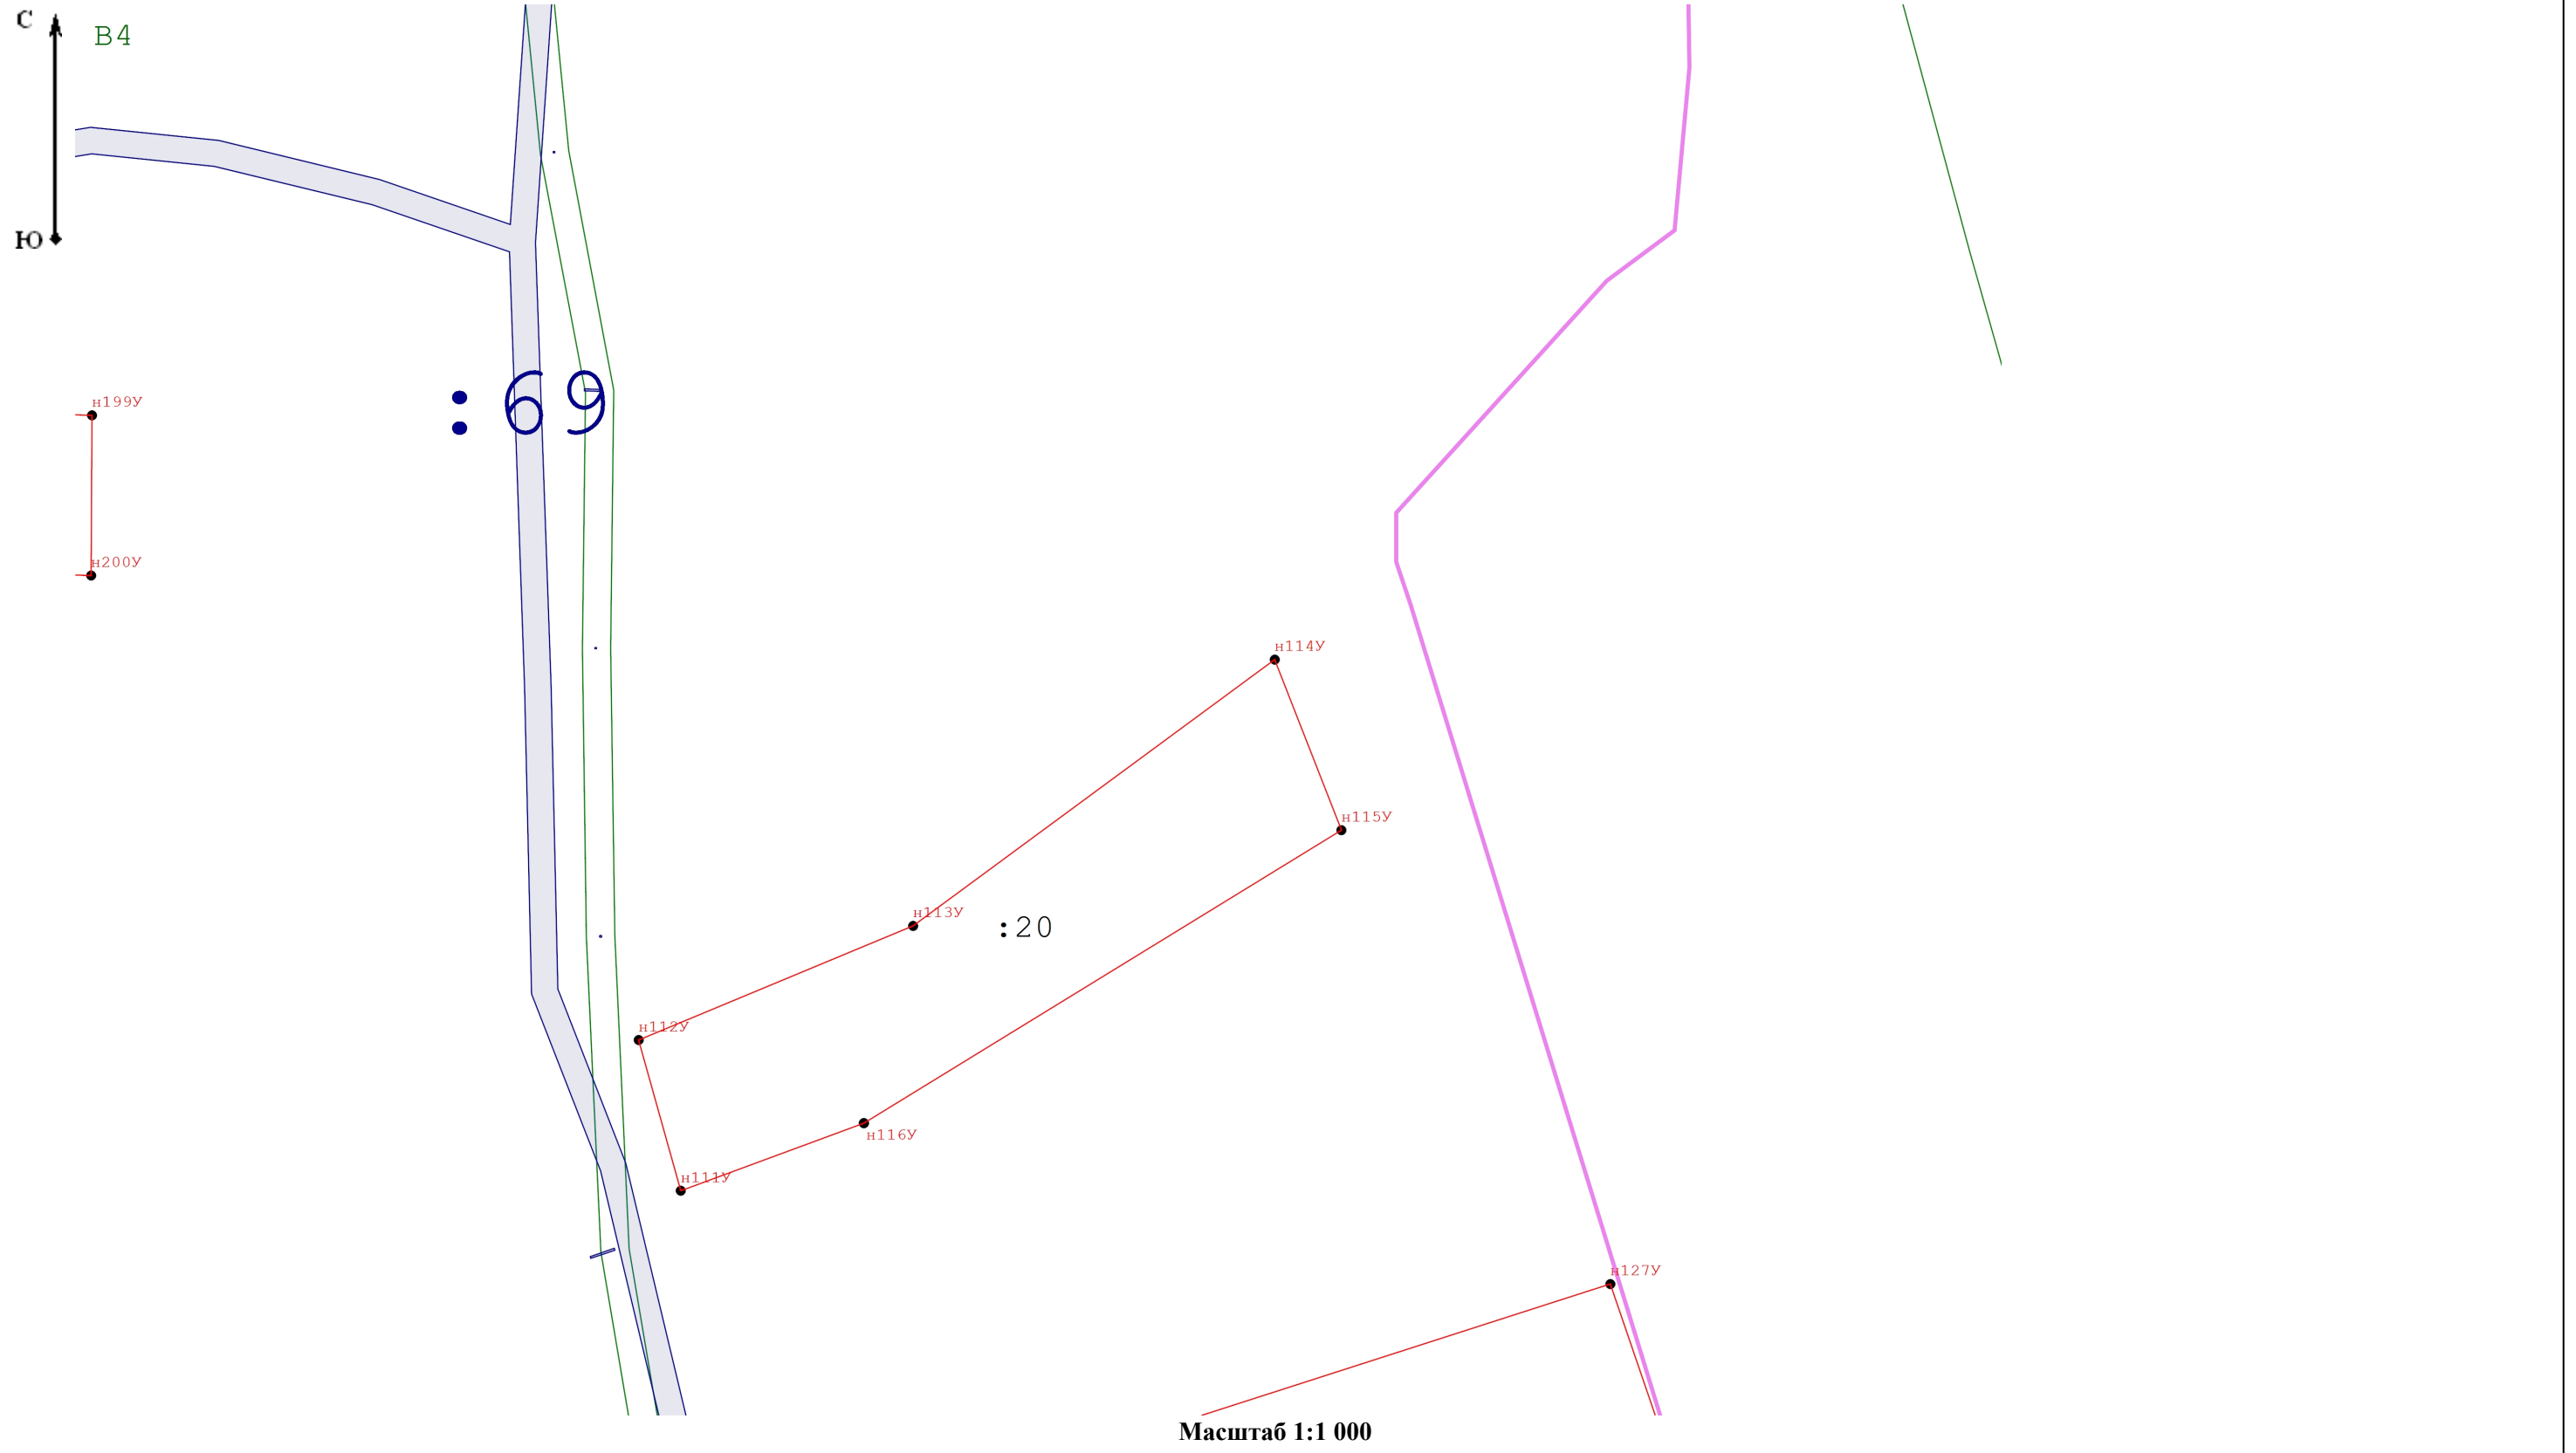 С
В4
Ю
:69
н199У
н200У
н114У
н115У
н113У
:20
н112У
н116У
н111У
н127У
Масштаб 1:1 000